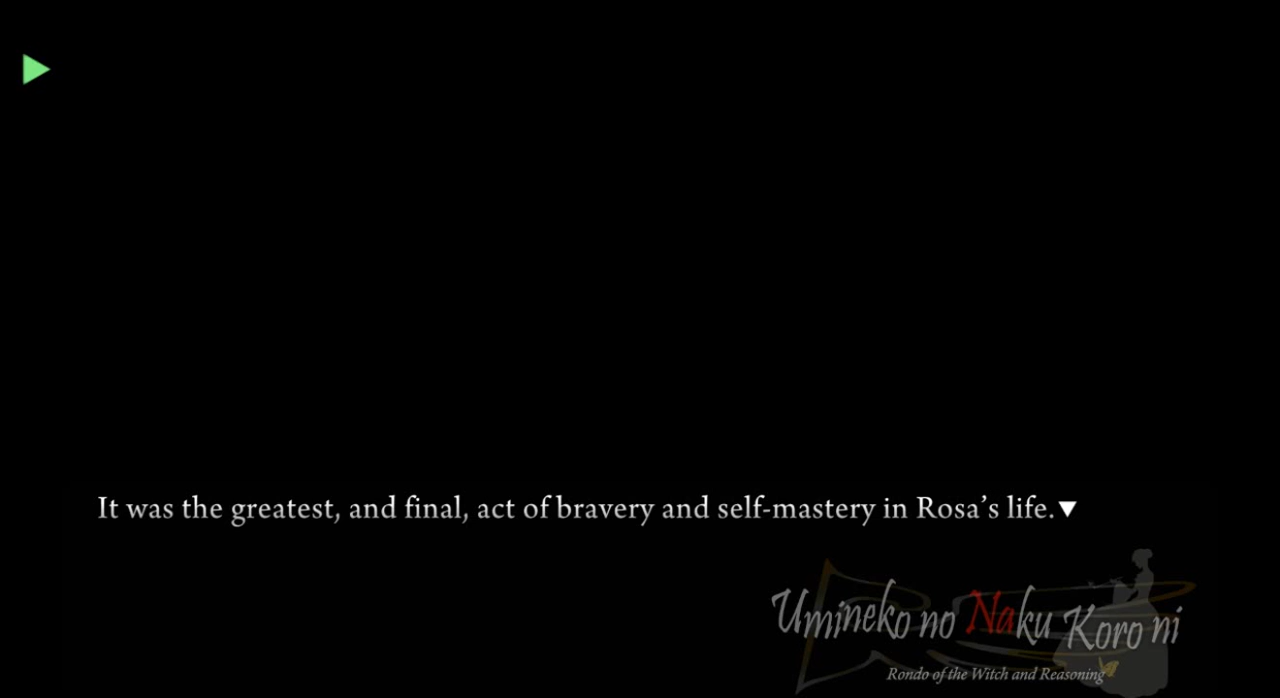 It was the greatest, and final, act of bravery and self-mastery in Rosa’s life.
Umineko no Naku Koro ni
Rondo of the Witch and Reasoning